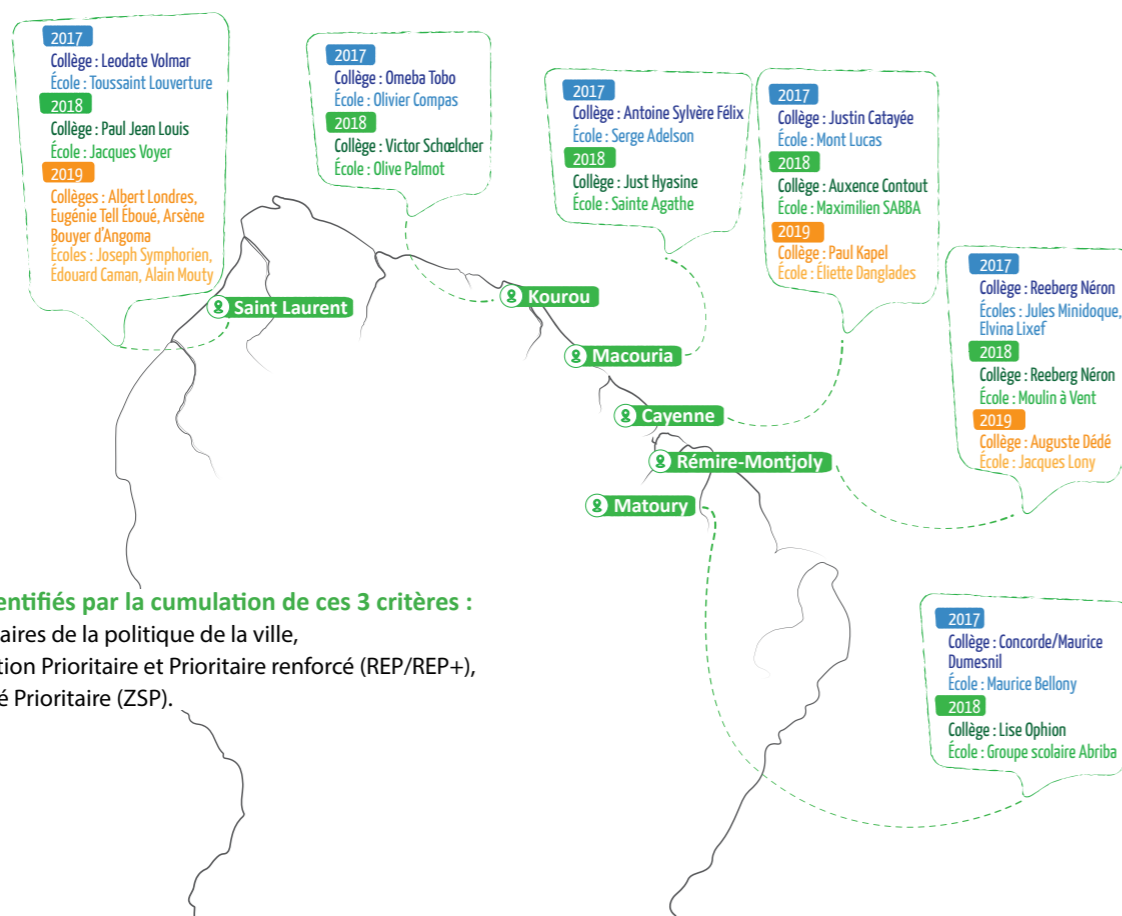 2017
Collège : Leodate Volmar
École : Toussaint Louverture
2018
Collège : Paul Jean Louis
École : Jacques Voyer
2019
Collèges : Albert Londres,
Eugénie Tell Éboué, Arsène
Bouyer d'Angoma
Écoles : Joseph Symphorien,
Édouard Caman, Alain Mouty
2017
Collège : Omeba Tobo
École : Olivier Compas
2018
Collège : Victor Schœlcher
École : Olive Palmot
2017
Collège : Antoine Sylvère Félix
École : Serge Adelson
2018
Collège : Just Hyasine
École : Sainte Agathe
2017
Collège : Justin Catayée
École : Mont Lucas
2018
Collège : Auxence Contout
École : Maximilien SABBA
2019
Collège : Paul Kapel
École : Éliette Danglades
2017
Collège : Reeberg Néron
Écoles : Jules Minidoque,
Elvina Lixef
2018
Collège : Reeberg Néron
École : Moulin à Vent
2019
Collège : Auguste Dédé
École : Jacques Lony
Saint Laurent
Kourou
Macouria
Cayenne
Rémire-Montjoly
Matoury
entifiés par la cumulation de ces 3 critères :
aires de la politique de la ville,
tion Prioritaire et Prioritaire renforcé (REP/REP+),
é Prioritaire (ZSP).
2017
Collège : Concorde/Maurice
Dumesnil
École : Maurice Bellony
2018
Collège : Lise Ophion
École : Groupe scolaire Abriba